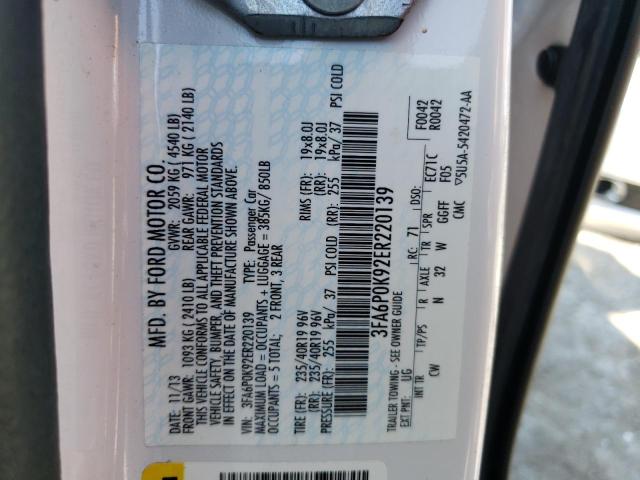 MFD. BY FORD MOTOR CO.
11/13 GVWR: 2059 KG ( 4540 LB)
FRONT GAWR: 1093 KG ( 2410 LB) REAR GAWR: 971 KG ( 2140 LB)
THIS VEHICLE CONFORMS TO ALL APPLICABLE FEDERAL MOTOR
VEHICLE SAFETY, BUMPER, AND THEFT PREVENTION STANDARDS
IN EFFECT ON THE DATE OF MANUFACTURE SHOWN ABOVE.
VIN: 3FA6P0K92ER220139 TYPE: Passenger Car
MAXIMUM LOAD = OCCUPANTS + LUGGAGE = 385KG/ 850LB
OCCUPANTS = 5 TOTAL: 2 FRONT, 3 REAR
TIRE (FR): 235/40R19 96V RIMS (FR): 19x8.0J
(RR): 235/40R19 96V (RR): 19x8.0J
PRESSURE (FR): 255 kPa/ 37 PSI COLD (RR): 255 kPa/ 37 PSI COLD
3FA6P0K92ER220139
TRAILER TOWING - SEE OWNER GUIDE
EXT PNT: UG RC: 71 DSO: EC71C F0042
R0042
INT TR TP/PS R AXLE TR SPR F05
CW N 32 W GGFF
CMC ▽5U5A-5420472-AA